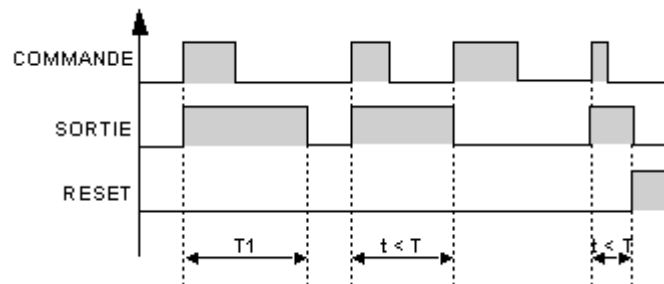 COMMANDE
SORTIE
RESET
T1
t < T
t < T